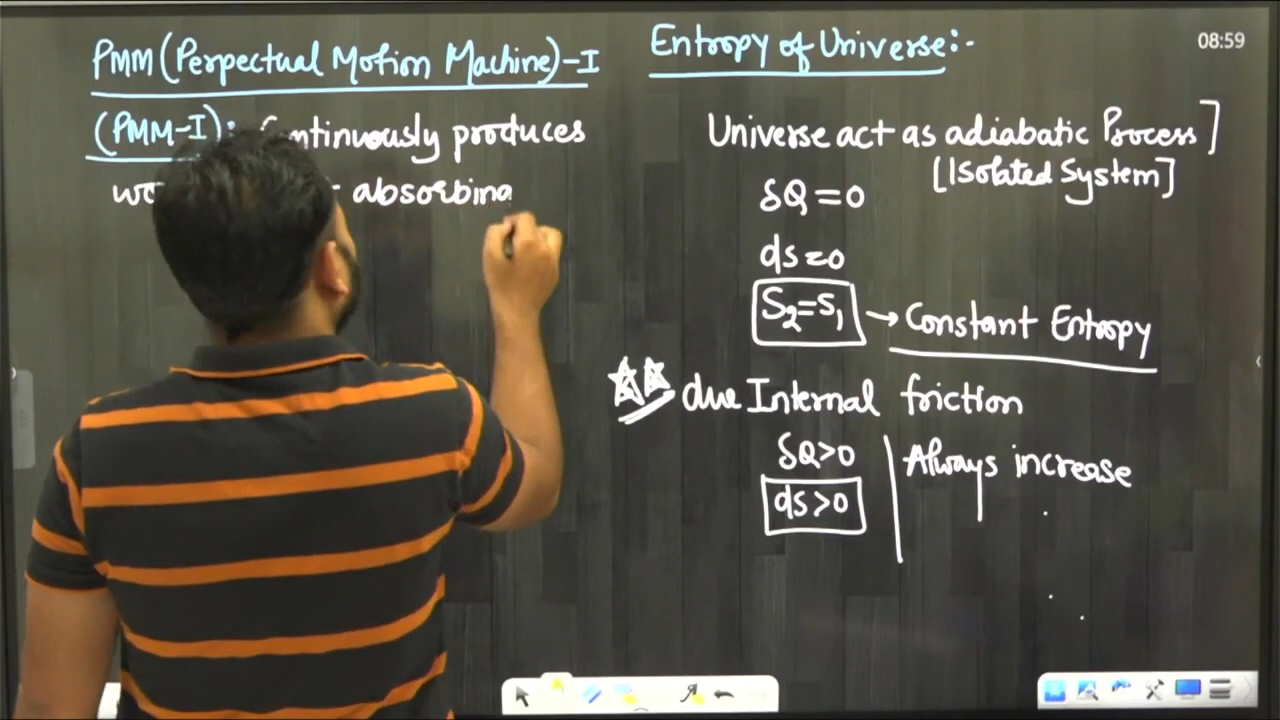 PMM (Perpectual Motion Machine)-I
(PMM-I): Continuously produces
absorbing
Entropy of Universe:-
08:59
Universe act as adiabatic Process]
[Isolated System]
δQ = 0
ds = 0
S₂=S₁ → Constant Entropy
due Internal friction
δQ>0 | Always increase
ds>0